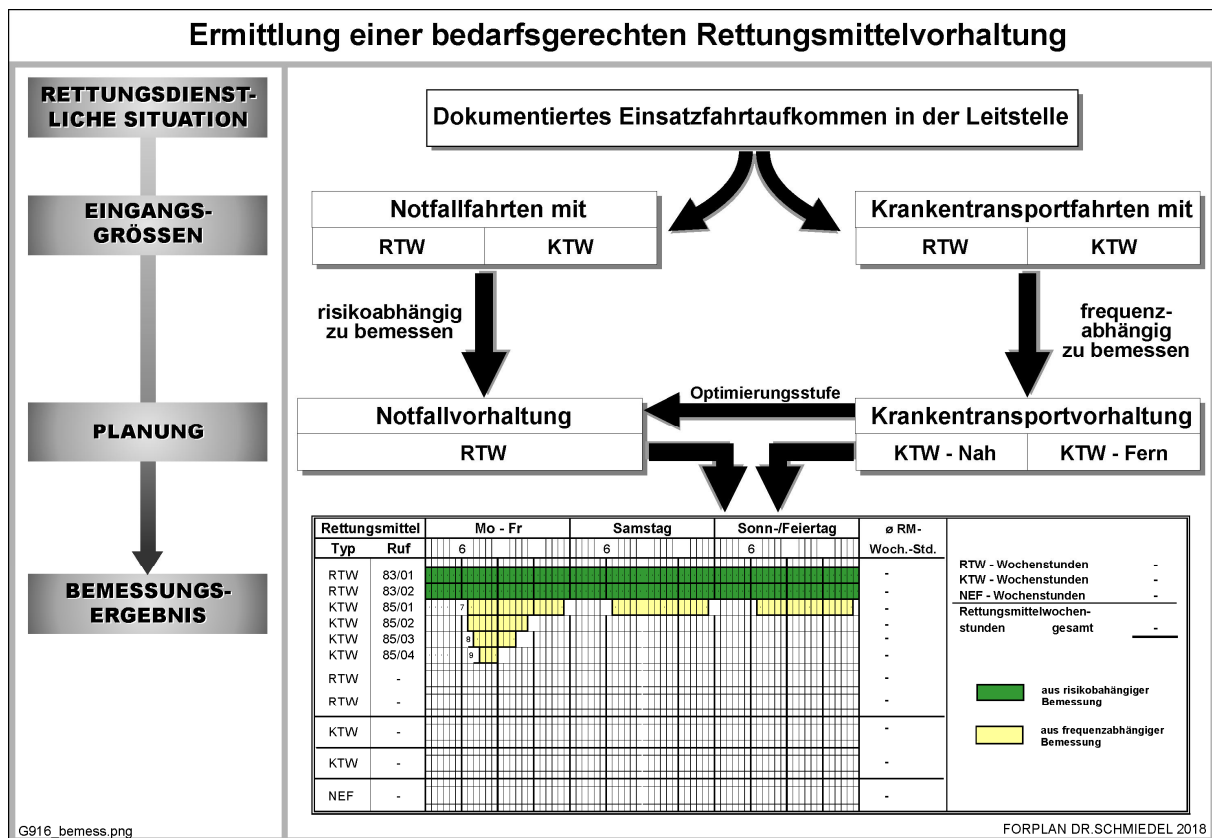 Ermittlung einer bedarfsgerechten Rettungsmittelvorhaltung
RETTUNGSDIENST-
LICHE SITUATION
EINGANGS-
GRÖSSEN
PLANUNG
BEMESSUNGS-
ERGEBNIS
Dokumentiertes Einsatzfahrtaufkommen in der Leitstelle
Notfallfahrten mit
RTW KTW
Krankentransportfahrten mit
RTW KTW
risikoabhängig
zu bemessen
frequenz-
abhängig
zu bemessen
Optimierungsstufe
Notfallvorhaltung
RTW
Krankentransportvorhaltung
KTW - Nah KTW - Fern
Rettungsmittel Mo - Fr Samstag Sonn-/Feiertag ø RM-
Typ Ruf 6 6 6 Woch.-Std.
RTW 83/01 -
RTW 83/02 -
KTW 85/01 7 -
KTW 85/02 -
KTW 85/03 8 -
KTW 85/04 9 -
RTW - -
RTW - -
KTW - -
KTW - -
NEF - -
RTW - Wochenstunden -
KTW - Wochenstunden -
NEF - Wochenstunden -
Rettungsmittelwochen-
stunden gesamt -
aus risikobahängiger
Bemessung
aus frequenzabhängiger
Bemessung
G916_bemess.png
FORPLAN DR.SCHMIEDEL 2018